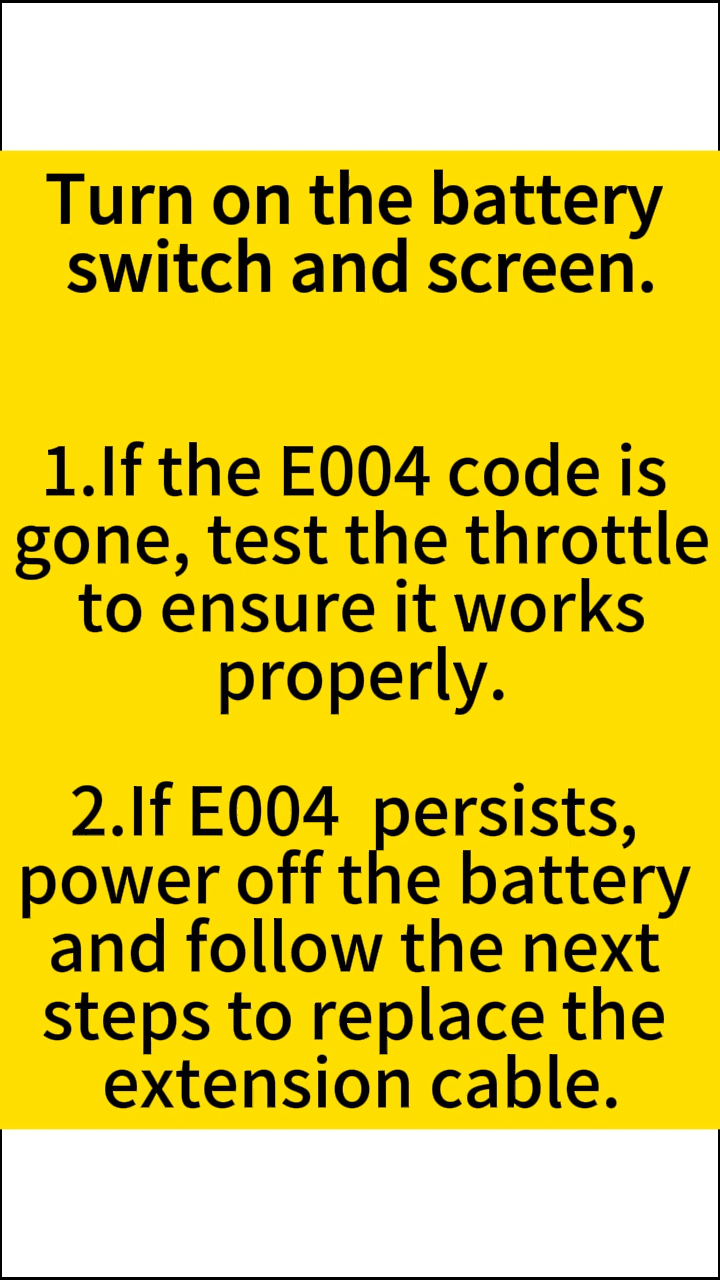 Turn on the battery
switch and screen.
1.If the E004 code is
gone, test the throttle
to ensure it works
properly.
2.If E004  persists,
power off the battery
and follow the next
steps to replace the
extension cable.